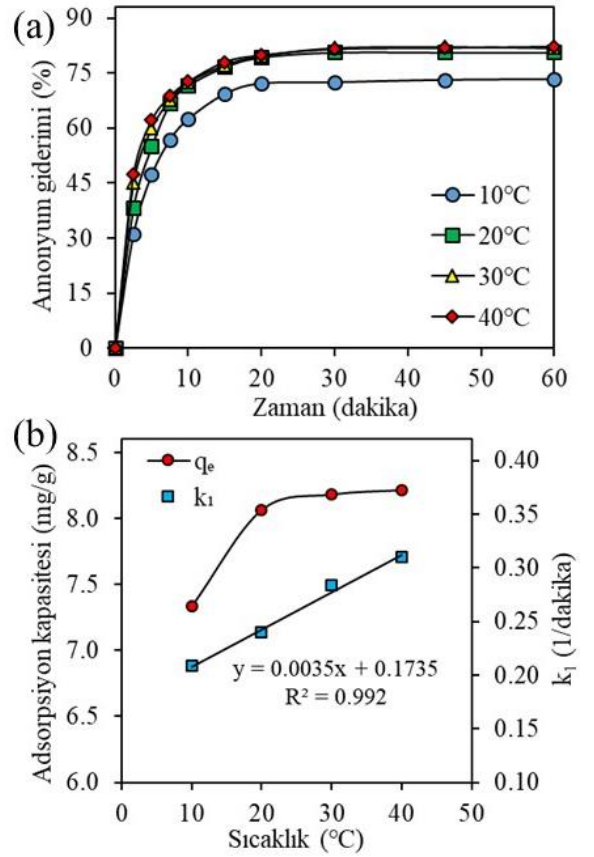 (a)
Amonyum giderimi (%)
90
75
60
45
30
15
0
10°C
20°C
30°C
40°C
0 10 20 30 40 50 60
Zaman (dakika)
(b)
Adsorpsiyon kapasitesi (mg/g)
8.5
8.0
7.5
7.0
6.5
6.0
qₑ
k₁
y = 0.0035x + 0.1735
R² = 0.992
0.40
0.35
0.30
0.25
0.20
0.15
0.10
k₁ (1/dakika)
0 10 20 30 40 50
Sıcaklık (°C)